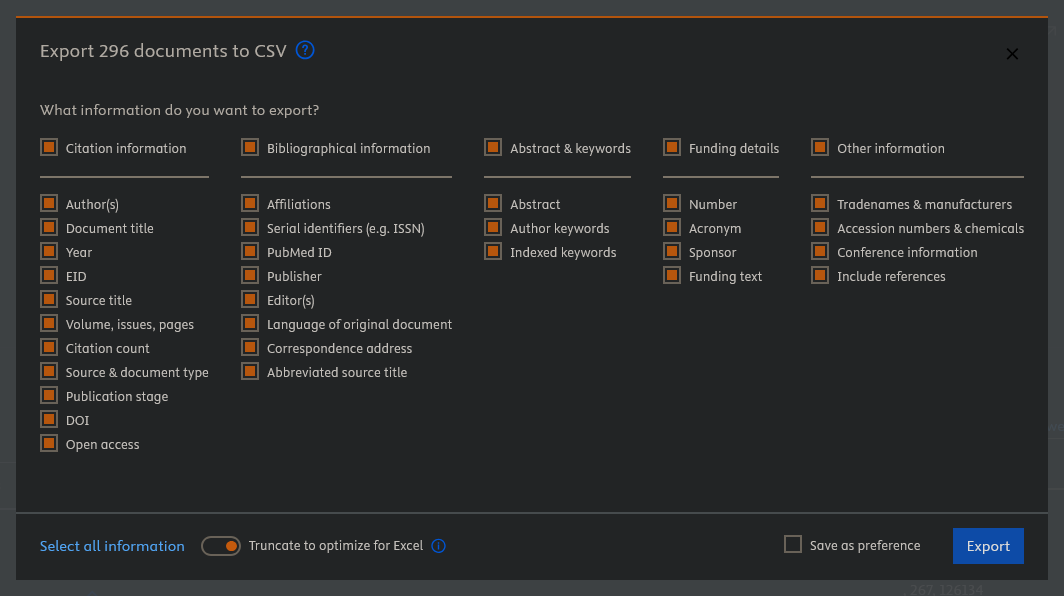 Export 296 documents to CSV ?
What information do you want to export?
Citation information
Author(s)
Document title
Year
EID
Source title
Volume, issues, pages
Citation count
Source & document type
Publication stage
DOI
Open access
Bibliographical information
Affiliations
Serial identifiers (e.g. ISSN)
PubMed ID
Publisher
Editor(s)
Language of original document
Correspondence address
Abbreviated source title
Abstract & keywords
Abstract
Author keywords
Indexed keywords
Funding details
Number
Acronym
Sponsor
Funding text
Other information
Tradenames & manufacturers
Accession numbers & chemicals
Conference information
Include references
Select all information
Truncate to optimize for Excel
Save as preference
Export
, 267, 126134